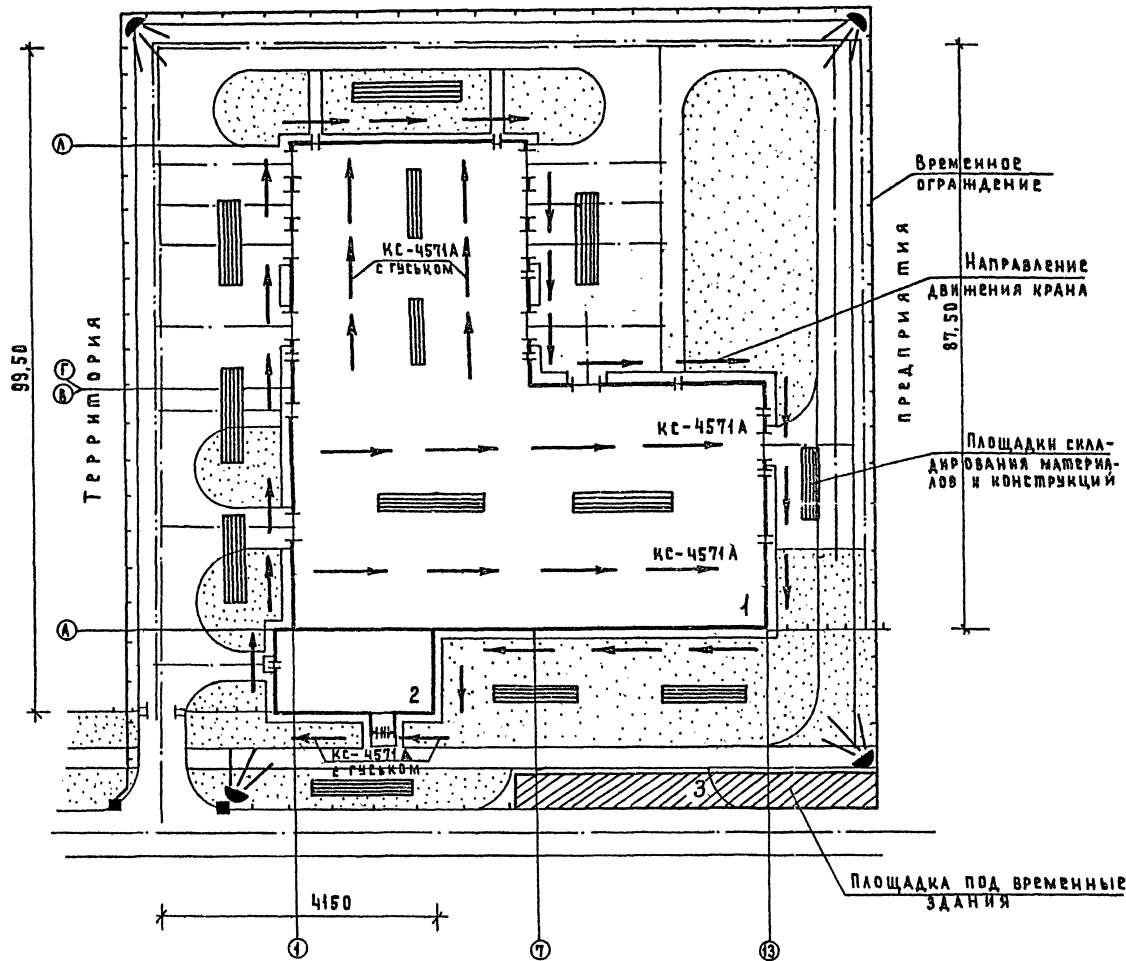 Л
Г
В
А
99,50
Территория
КС-4571А
с гуськом
КС-4571А
КС-4571А
1
2
КС-4571А
с гуськом
3
предприятия
87,50
Временное
ограждение
Направление
движения крана
Площадки скла-
дирования материа-
лов и конструкций
Площадка под временные
здания
4150
1
7
13